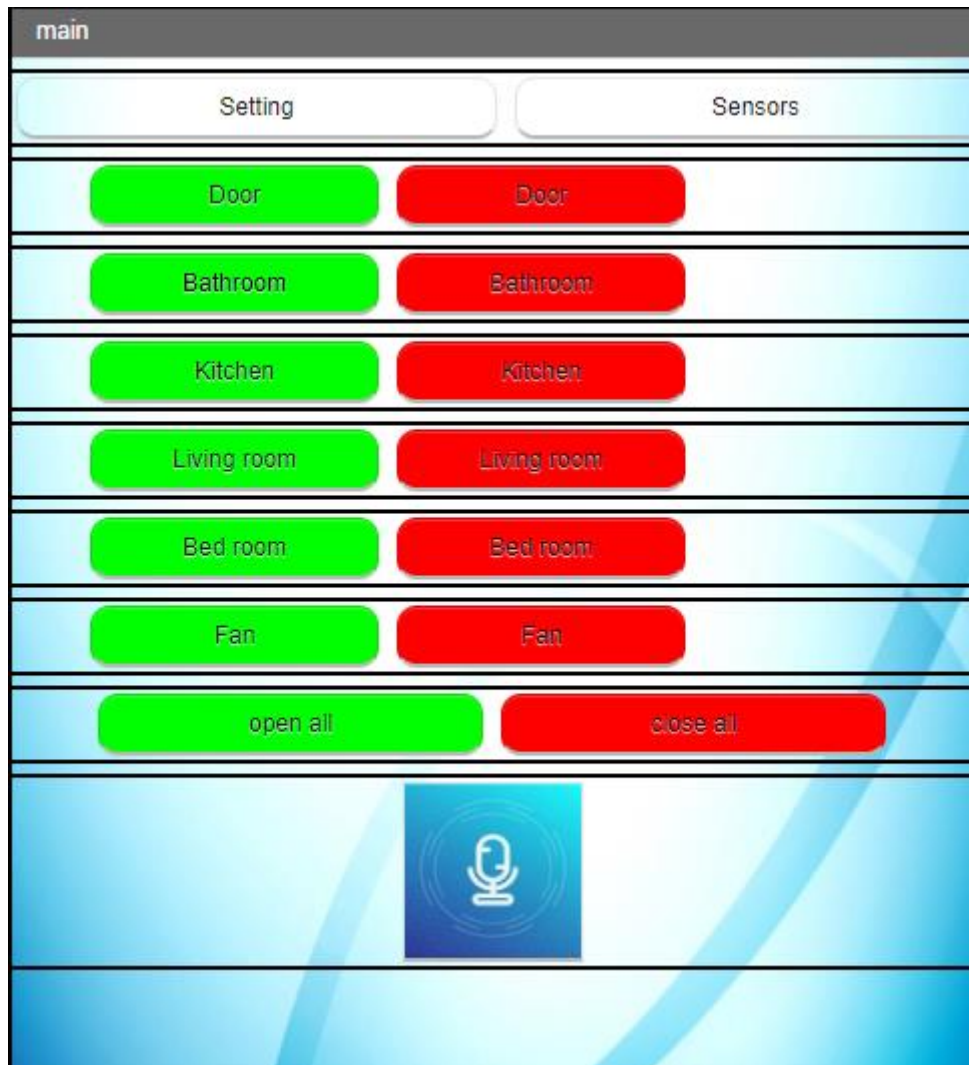 main
Setting Sensors
Door Door
Bathroom Bathroom
Kitchen Kitchen
Living room Living room
Bed room Bed room
Fan Fan
open all close all